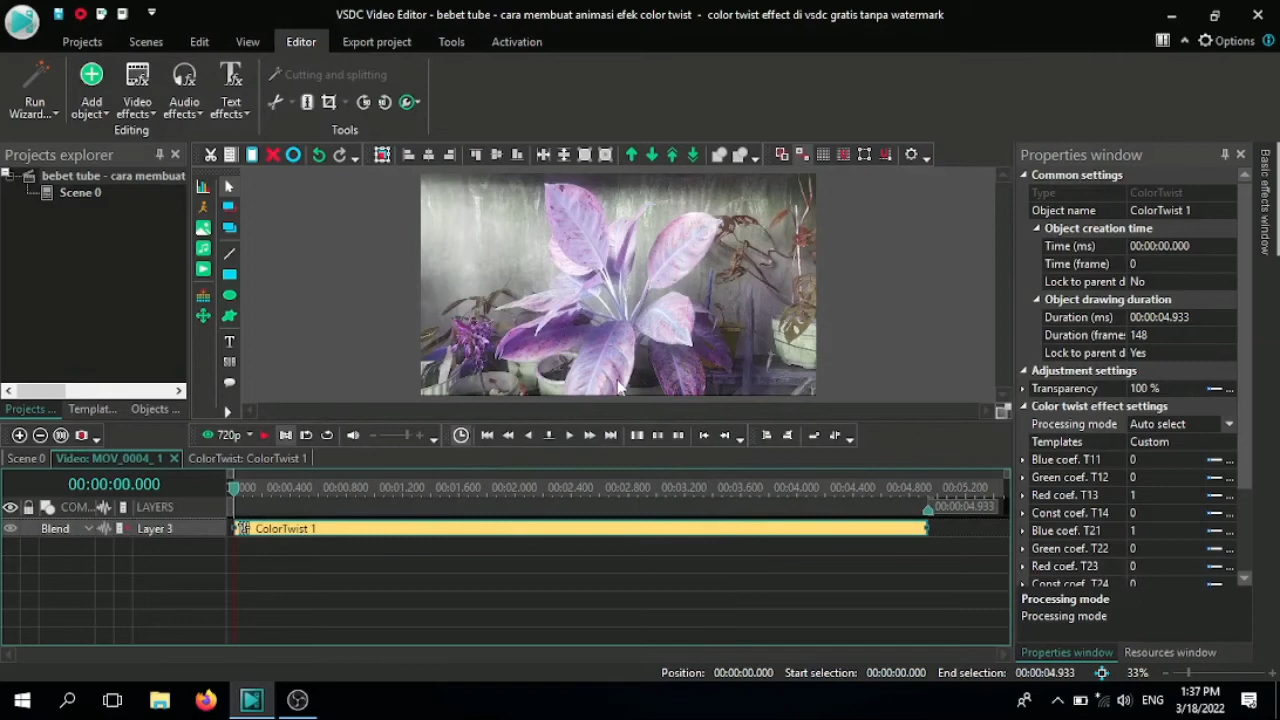 VSDC Video Editor - bebet tube - cara membuat animasi efek color twist - color twist effect di vsdc gratis tanpa watermark
Projects Scenes Edit View Editor Export project Tools Activation
Options
Run Wizard...
Add object
Video effects
Audio effects
Text effects
Editing
Cutting and splitting
Tools
Projects explorer
bebet tube - cara membuat
Scene 0
Projects ... Templat... Objects ...
Properties window
Common settings
Type ColorTwist
Object name ColorTwist 1
Object creation time
Time (ms) 00:00:00.000
Time (frame) 0
Lock to parent d No
Object drawing duration
Duration (ms) 00:00:04.933
Duration (frame: 148
Lock to parent d Yes
Adjustment settings
Transparency 100 % ...
Color twist effect settings
Processing mode Auto select
Templates Custom
Blue coef. T11 0 ...
Green coef. T12 0 ...
Red coef. T13 1 ...
Const coef. T14 0 ...
Blue coef. T21 1 ...
Green coef. T22 0 ...
Red coef. T23 0 ...
Const coef. T24 0 ...
Processing mode
Processing mode
Properties window Resources window
Basic effects window
720p
Scene 0 Video: MOV_0004_ 1 ColorTwist: ColorTwist 1
00:00:00.000
000 00:00.400 00:00.800 00:01.200 00:01.600 00:02.000 00:02.400 00:02.800 00:03.200 00:03.600 00:04.000 00:04.400 00:04.800 00:05.200
00:00:04.933
COM... LAYERS
Blend Layer 3 ColorTwist 1
Position: 00:00:00.000 Start selection: 00:00:00.000 End selection: 00:00:04.933 33%
ENG
1:37 PM
3/18/2022